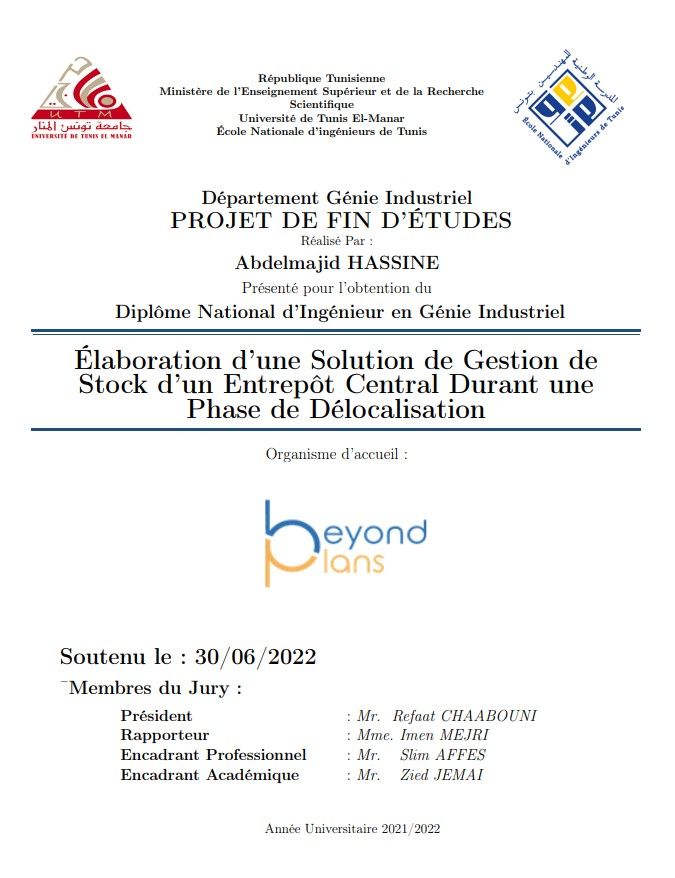 République Tunisienne
Ministère de l'Enseignement Supérieur et de la Recherche
Scientifique
Université de Tunis El-Manar
École Nationale d'ingénieurs de Tunis
UTM
جامعة تونس المنار
UNIVERSITÉ DE TUNIS EL MANAR
المدرسة الوطنية للمهندسين بتونس
École Nationale d'Ingénieurs de Tunis
Département Génie Industriel
PROJET DE FIN D'ÉTUDES
Réalisé Par :
Abdelmajid HASSINE
Présenté pour l'obtention du
Diplôme National d'Ingénieur en Génie Industriel
Élaboration d'une Solution de Gestion de
Stock d'un Entrepôt Central Durant une
Phase de Délocalisation
Organisme d'accueil :
beyond
plans
Soutenu le : 30/06/2022
Membres du Jury :
Président : Mr. Refaat CHAABOUNI
Rapporteur : Mme. Imen MEJRI
Encadrant Professionnel : Mr. Slim AFFES
Encadrant Académique : Mr. Zied JEMAI
Année Universitaire 2021/2022